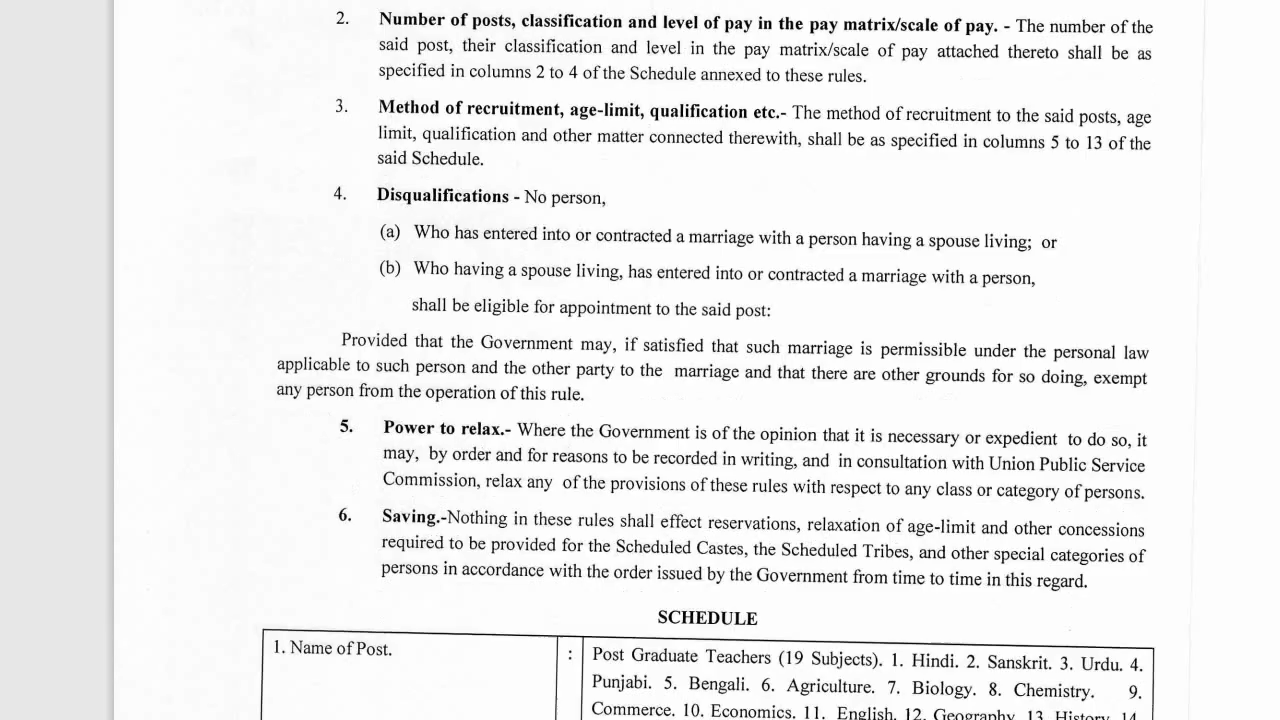 2. Number of posts, classification and level of pay in the pay matrix/scale of pay. - The number of the
said post, their classification and level in the pay matrix/scale of pay attached thereto shall be as
specified in columns 2 to 4 of the Schedule annexed to these rules.
3. Method of recruitment, age-limit, qualification etc.- The method of recruitment to the said posts, age
limit, qualification and other matter connected therewith, shall be as specified in columns 5 to 13 of the
said Schedule.
4. Disqualifications - No person,
(a) Who has entered into or contracted a marriage with a person having a spouse living; or
(b) Who having a spouse living, has entered into or contracted a marriage with a person,
shall be eligible for appointment to the said post:
Provided that the Government may, if satisfied that such marriage is permissible under the personal law
applicable to such person and the other party to the marriage and that there are other grounds for so doing, exempt
any person from the operation of this rule.
5. Power to relax.- Where the Government is of the opinion that it is necessary or expedient to do so, it
may, by order and for reasons to be recorded in writing, and in consultation with Union Public Service
Commission, relax any of the provisions of these rules with respect to any class or category of persons.
6. Saving.-Nothing in these rules shall effect reservations, relaxation of age-limit and other concessions
required to be provided for the Scheduled Castes, the Scheduled Tribes, and other special categories of
persons in accordance with the order issued by the Government from time to time in this regard.
SCHEDULE
1. Name of Post. : Post Graduate Teachers (19 Subjects). 1. Hindi. 2. Sanskrit. 3. Urdu. 4.
Punjabi. 5. Bengali. 6. Agriculture. 7. Biology. 8. Chemistry. 9.
Commerce. 10. Economics. 11. English. 12. Geography. 13. History. 14.